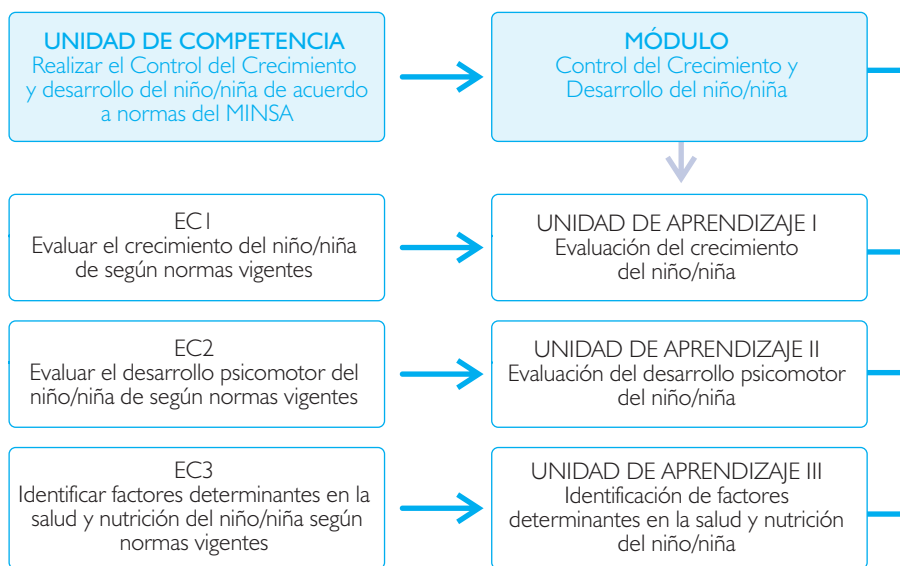 UNIDAD DE COMPETENCIA
Realizar el Control del Crecimiento
y desarrollo del niño/niña de acuerdo
a normas del MINSA
MÓDULO
Control del Crecimiento y
Desarrollo del niño/niña
EC1
Evaluar el crecimiento del niño/niña
de según normas vigentes
UNIDAD DE APRENDIZAJE I
Evaluación del crecimiento
del niño/niña
EC2
Evaluar el desarrollo psicomotor del
niño/niña de según normas vigentes
UNIDAD DE APRENDIZAJE II
Evaluación del desarrollo psicomotor
del niño/niña
EC3
Identificar factores determinantes en la
salud y nutrición del niño/niña según
normas vigentes
UNIDAD DE APRENDIZAJE III
Identificación de factores
determinantes en la salud y nutrición
del niño/niña